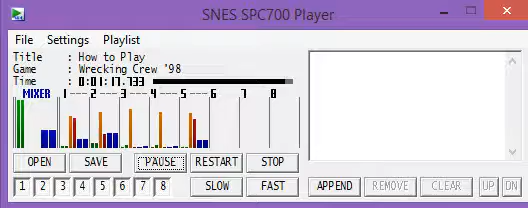 SNES SPC700 Player
File Settings Playlist
Title : How to Play
Game : Wrecking Crew '98
Time : 0:01:17.733
MIXER 1 --- 2 --- 3 --- 4 --- 5 --- 6 7 8
OPEN SAVE PAUSE RESTART STOP
1 2 3 4 5 6 7 8 SLOW FAST APPEND REMOVE CLEAR UP DN